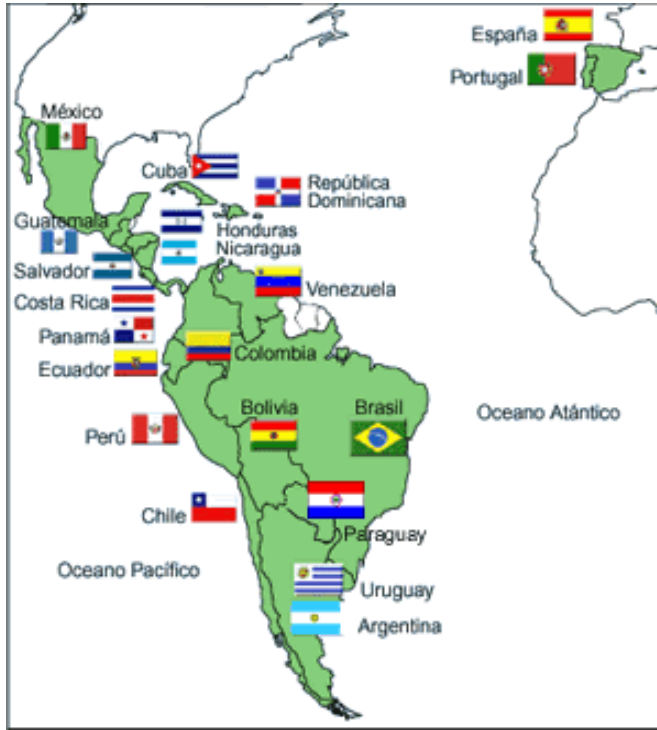 España
Portugal
México
Cuba
República
Dominicana
Guatemala
Honduras
Nicaragua
Salvador
Venezuela
Costa Rica
Panamá
Colombia
Ecuador
Bolivia
Brasil
Oceano Atántico
Perú
Chile
Paraguay
Oceano Pacífico
Uruguay
Argentina